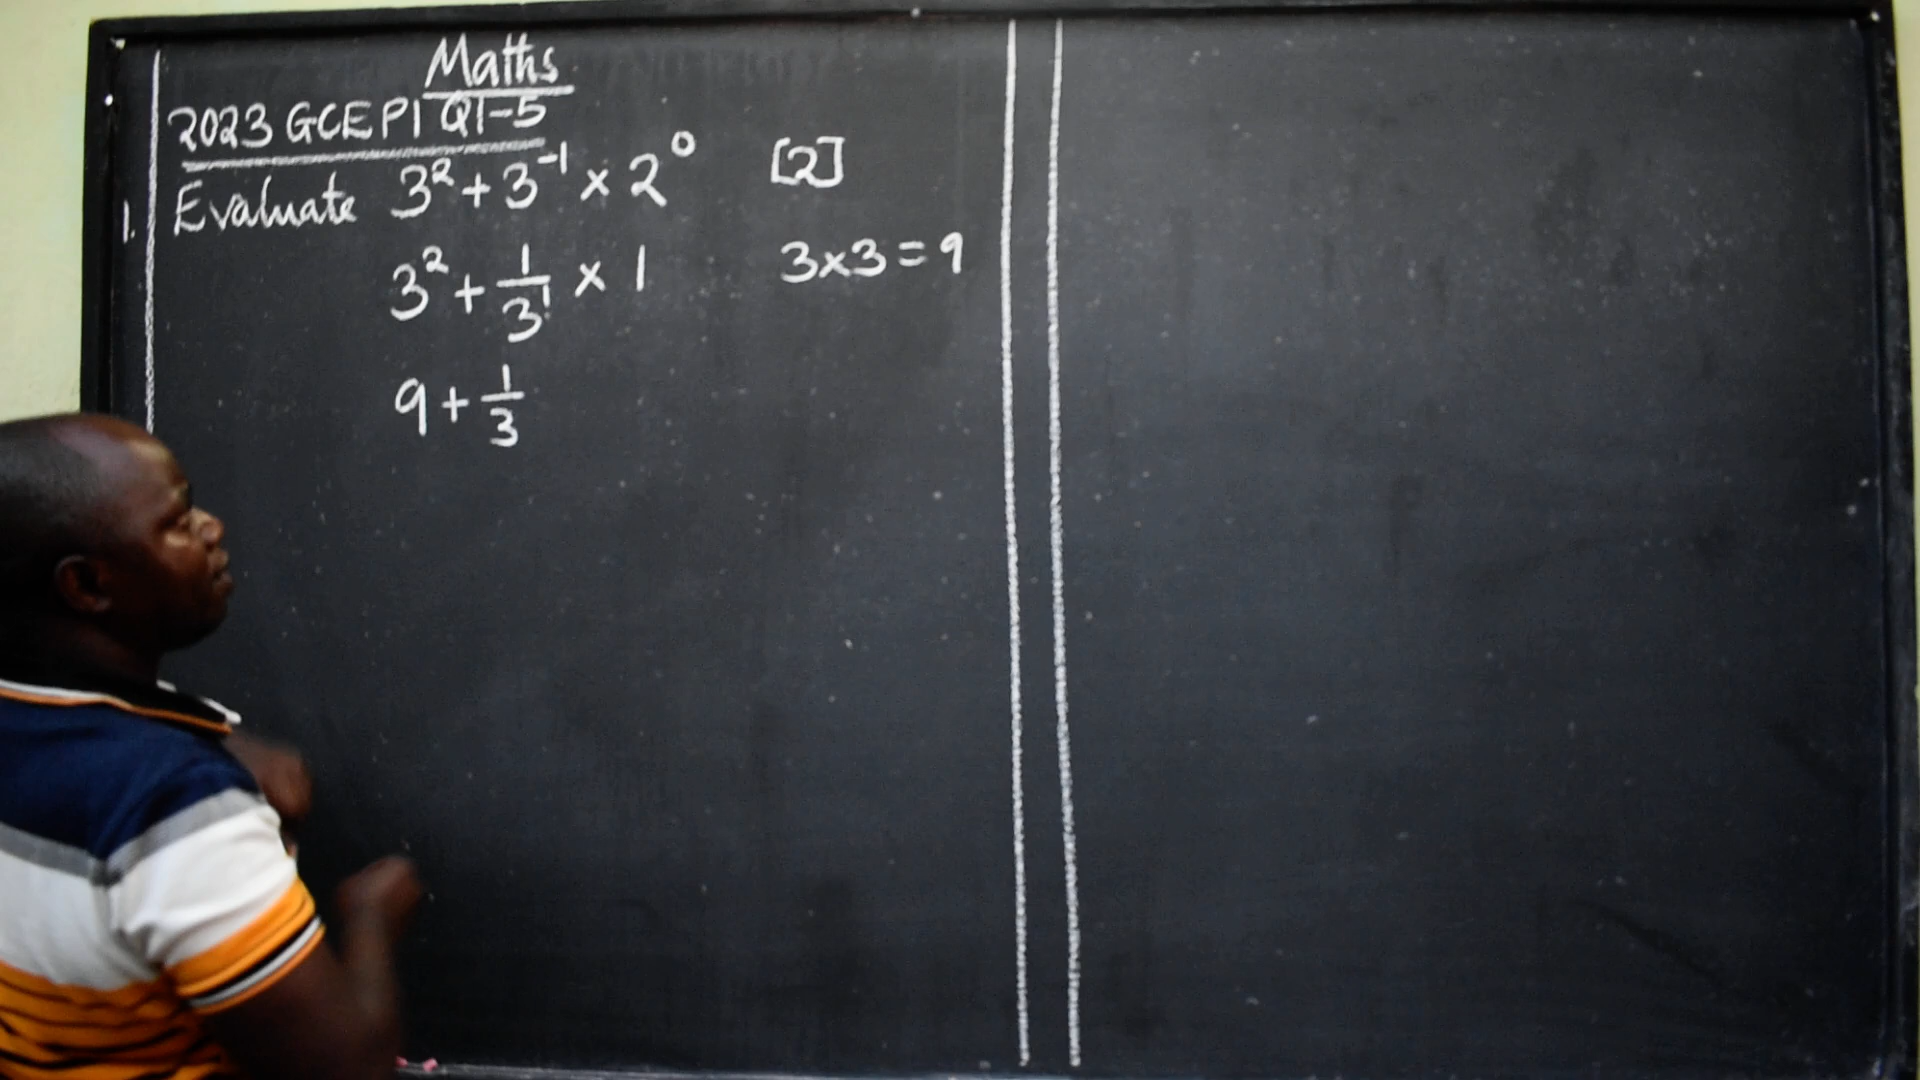 Maths
2023 GCE P1 Q1-5
1. Evaluate 3² + 3⁻¹ × 2⁰ [2]
3² + 1/3¹ × 1 3×3=9
9 + 1/3